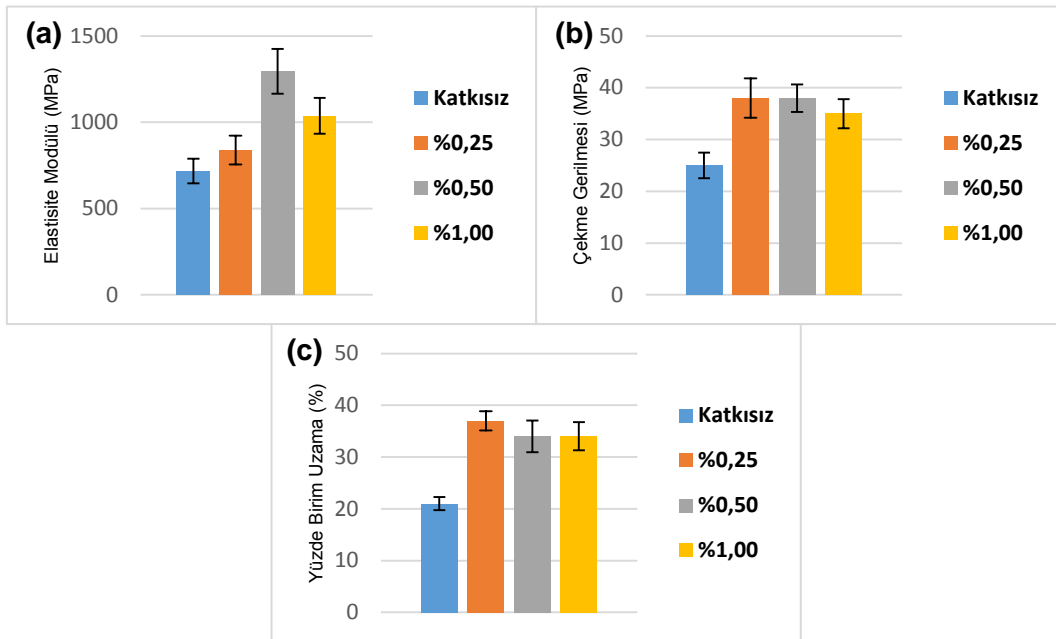 (a)
Elastisite Modülü (MPa)
1500
1000
500
0
Katkısız
%0,25
%0,50
%1,00
(b)
Çekme Gerilmesi (MPa)
50
40
30
20
10
0
Katkısız
%0,25
%0,50
%1,00
(c)
Yüzde Birim Uzama (%)
50
40
30
20
10
0
Katkısız
%0,25
%0,50
%1,00